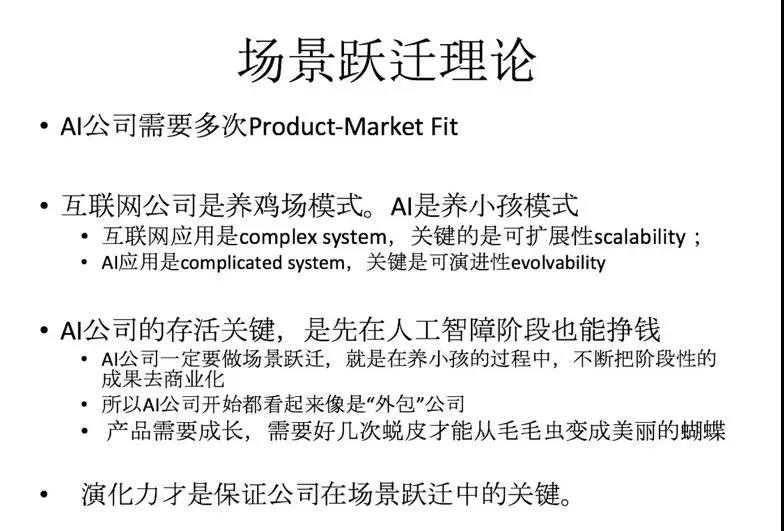 场景跃迁理论
• AI公司需要多次Product-Market Fit
• 互联网公司是养鸡场模式。AI是养小孩模式
• 互联网应用是complex system，关键的是可扩展性scalability；
• AI应用是complicated system，关键是可演进性evolvability
• AI公司的存活关键，是先在人工智障阶段也能挣钱
• AI公司一定要做场景跃迁，就是在养小孩的过程中，不断把阶段性的
成果去商业化
• 所以AI公司开始都看起来像是“外包”公司
• 产品需要成长，需要好几次蜕皮才能从毛毛虫变成美丽的蝴蝶
• 演化力才是保证公司在场景跃迁中的关键。